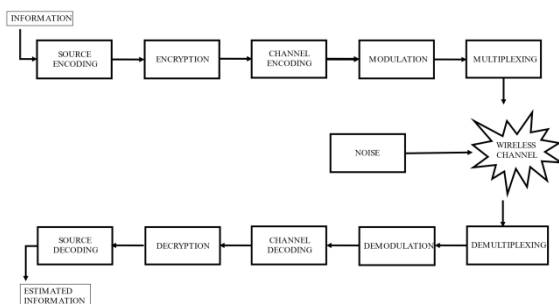 INFORMATION
SOURCE
ENCODING
ENCRYPTION
CHANNEL
ENCODING
MODULATION
MULTIPLEXING
NOISE
WIRELESS
CHANNEL
SOURCE
DECODING
DECRYPTION
CHANNEL
DECODING
DEMODULATION
DEMULTIPLEXING
ESTIMATED
INFORMATION